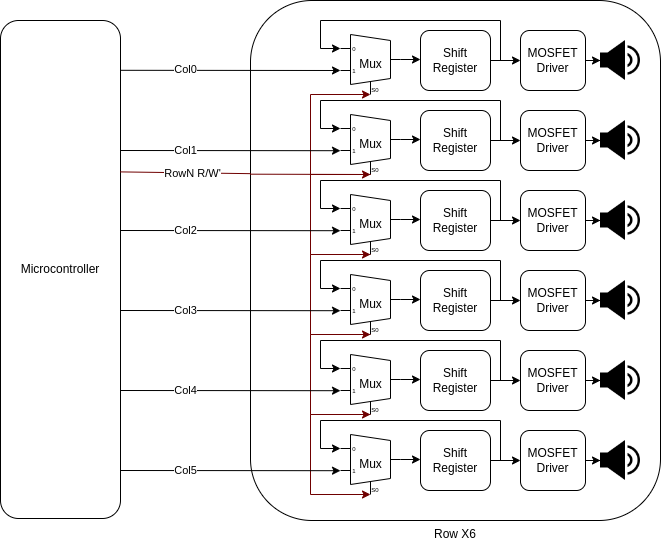 0
Mux
1
S0
Shift
Register
MOSFET
Driver
Col0
0
Mux
1
S0
Shift
Register
MOSFET
Driver
Col1
RowN R/W'
0
Mux
1
S0
Shift
Register
MOSFET
Driver
Col2
Microcontroller
0
Mux
1
S0
Shift
Register
MOSFET
Driver
Col3
0
Mux
1
S0
Shift
Register
MOSFET
Driver
Col4
0
Mux
1
S0
Shift
Register
MOSFET
Driver
Col5
Row X6